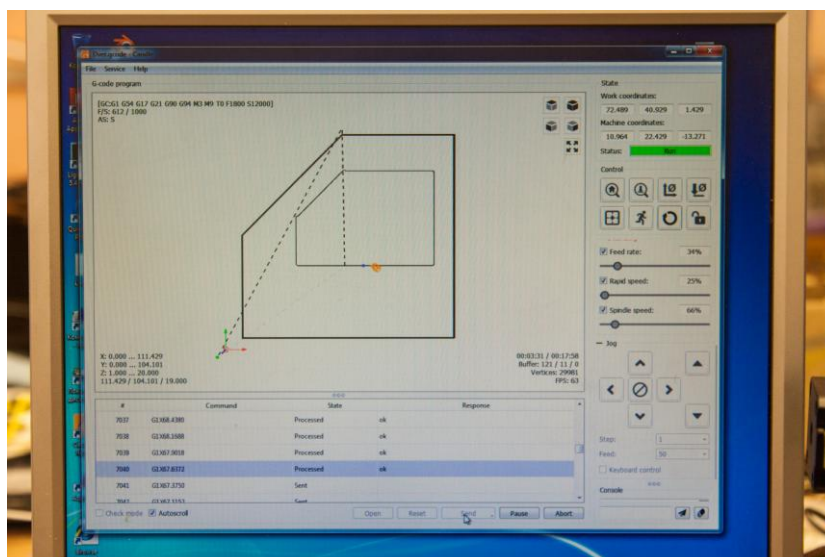 File Service Help
G-code program
[GC:G1 G54 G17 G21 G90 G94 M3 M9 T0 F1800 S12000]
F/S: 612 / 1000
AS: 5
X: 0.000 ... 111.429
Y: 0.000 ... 104.181
Z: 1.000 ... 20.000
111.429 / 104.181 / 19.000
00:03:31 / 00:17:58
Buffer: 121 / 11 / 0
Vertices: 29981
FPS: 63
# Command State Response
7037 G1X68.4380 Processed ok
7038 G1X68.1688 Processed ok
7039 G1X67.9018 Processed ok
7040 G1X67.6372 Processed ok
7041 G1X67.3750 Sent
Sent
Check mode Autoscroll Open Reset Send Pause Abort
State
Work coordinates:
72.489 40.929 1.429
Machine coordinates:
10.964 22.429 -13.271
Status: Run
Control
Feed rate: 34%
Rapid speed: 25%
Spindle speed: 66%
Jog
Step: 1
Feed: 50
Keyboard control
Console